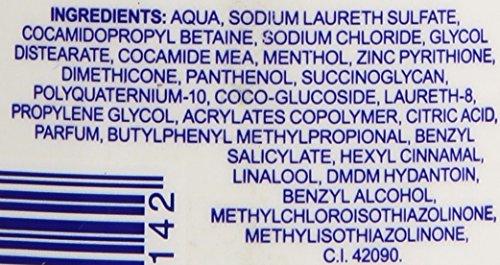 INGREDIENTS: AQUA, SODIUM LAURETH SULFATE,
COCAMIDOPROPYL BETAINE, SODIUM CHLORIDE, GLYCOL
DISTEARATE, COCAMIDE MEA, MENTHOL, ZINC PYRITHIONE,
DIMETHICONE, PANTHENOL, SUCCINOGLYCAN,
POLYQUATERNIUM-10, COCO-GLUCOSIDE, LAURETH-8,
PROPYLENE GLYCOL, ACRYLATES COPOLYMER, CITRIC ACID,
PARFUM, BUTYLPHENYL METHYLPROPIONAL, BENZYL
SALICYLATE, HEXYL CINNAMAL,
LINALOOL, DMDM HYDANTOIN,
BENZYL ALCOHOL,
METHYLCHLOROISOTHIAZOLINONE,
METHYLISOTHIAZOLINONE,
C.I. 42090.
142